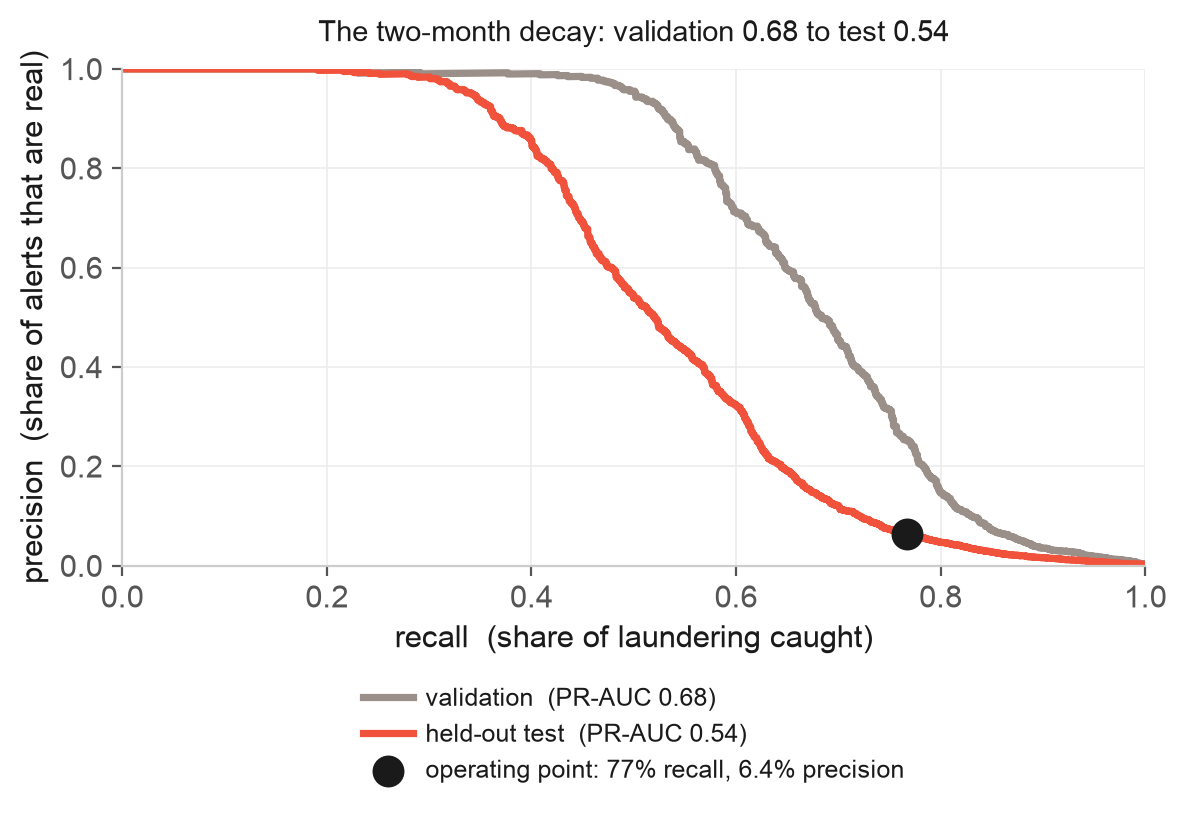 The two-month decay: validation 0.68 to test 0.54
precision (share of alerts that are real)
1.0
0.8
0.6
0.4
0.2
0.0
0.0 0.2 0.4 0.6 0.8 1.0
recall (share of laundering caught)
validation (PR-AUC 0.68)
held-out test (PR-AUC 0.54)
operating point: 77% recall, 6.4% precision